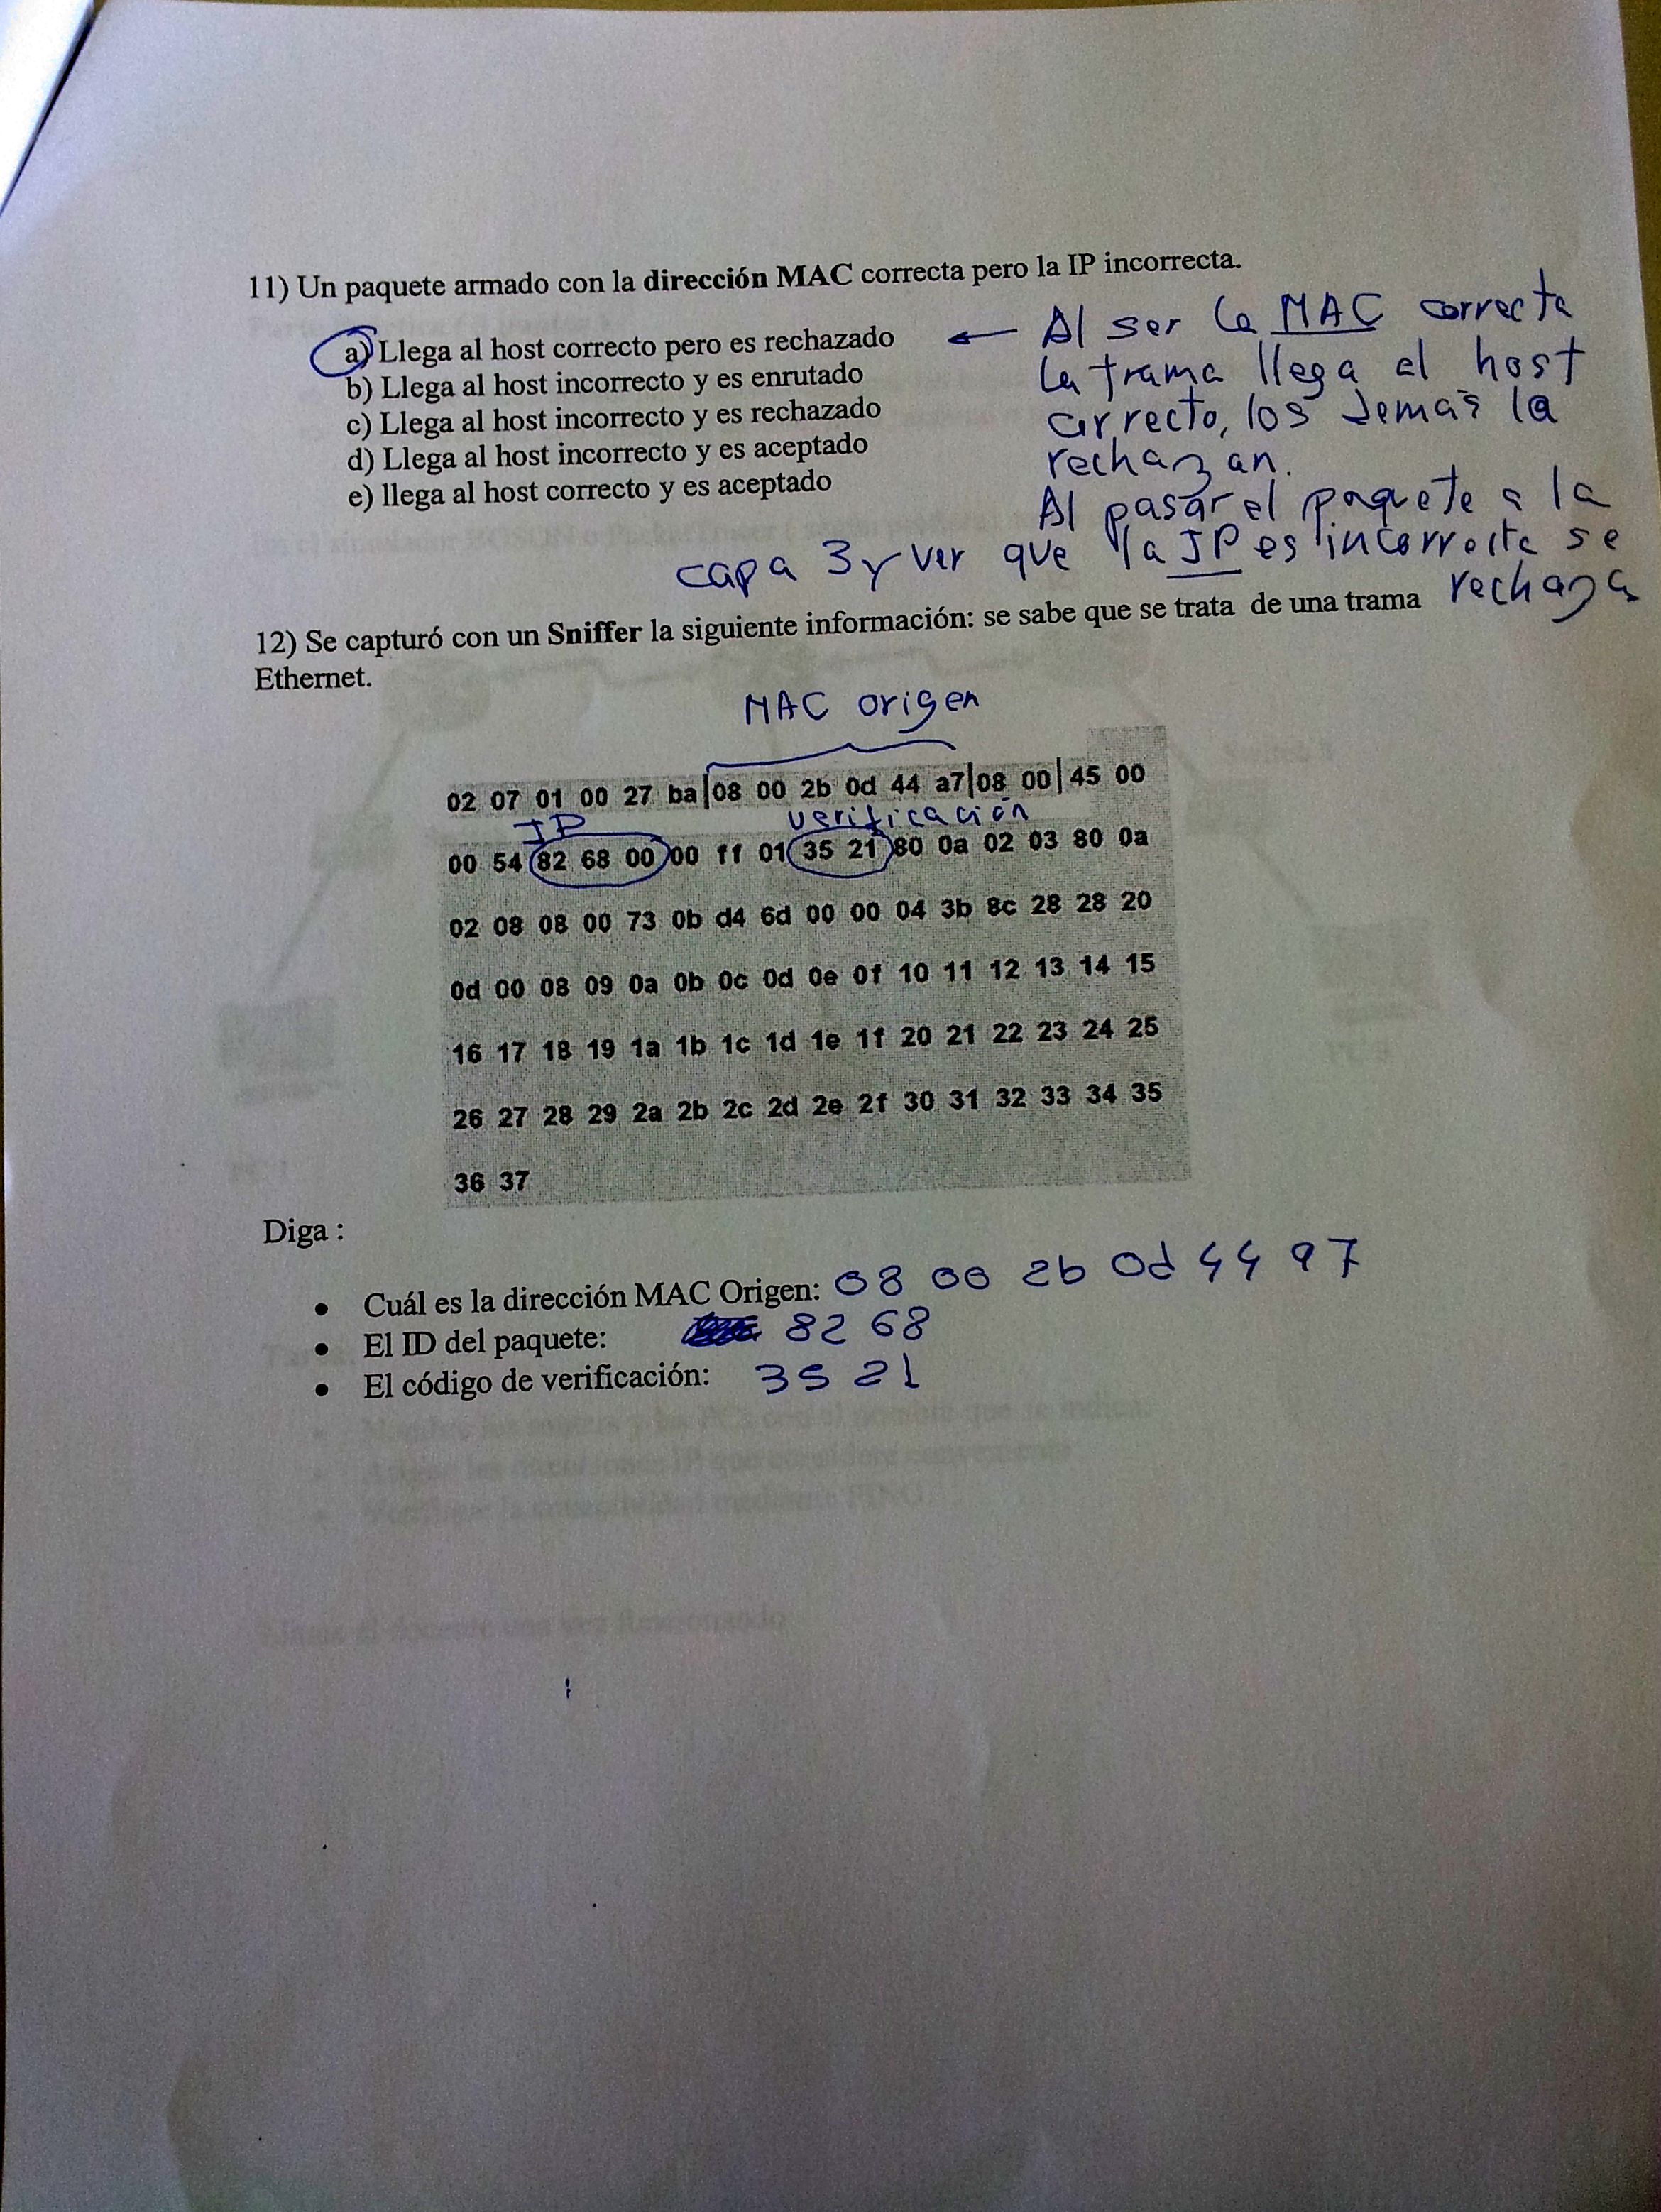 11) Un paquete armado con la dirección MAC correcta pero la IP incorrecta.
a) Llega al host correcto pero es rechazado
b) Llega al host incorrecto y es enrutado
c) Llega al host incorrecto y es rechazado
d) Llega al host incorrecto y es aceptado
e) llega al host correcto y es aceptado
← Al ser la MAC correcta
la trama llega al host
correcto, los demas la
rechazan.
Al pasar el paquete a la
capa 3 y ver que la IP es incorrecta se
rechaza
12) Se capturó con un Sniffer la siguiente información: se sabe que se trata de una trama
Ethernet.
MAC origen
02 07 01 00 27 ba|08 00 2b 0d 44 a7|08 00|45 00
ID verificación
00 54 82 68 00 00 ff 01 35 21 80 0a 02 03 80 0a
02 08 08 00 73 0b d4 6d 00 00 04 3b 8c 28 28 20
0d 00 08 09 0a 0b 0c 0d 0e 0f 10 11 12 13 14 15
16 17 18 19 1a 1b 1c 1d 1e 1f 20 21 22 23 24 25
26 27 28 29 2a 2b 2c 2d 2e 2f 30 31 32 33 34 35
36 37
Diga :
• Cuál es la dirección MAC Origen: 08 00 2b 0d 44 a7
• El ID del paquete: 82 68
• El código de verificación: 35 21